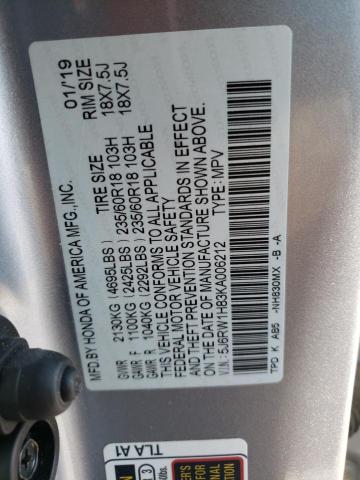 MFD.BY HONDA OF AMERICA MFG.,INC. 01/'19
TIRE SIZE RIM SIZE
GVWR 2130KG (4695LBS)
GAWR F 1100KG (2425LBS) 235/60R18 103H 18X7.5J
GAWR R 1040KG (2292LBS) 235/60R18 103H 18X7.5J
THIS VEHICLE CONFORMS TO ALL APPLICABLE
FEDERAL MOTOR VEHICLE SAFETY
AND THEFT PREVENTION STANDARDS IN EFFECT
ON THE DATE OF MANUFACTURE SHOWN ABOVE.
V.I.N.: 5J6RW1H83KA006212 TYPE: MPV
TPD K A85 -NH830MX -B -A
TLA A1